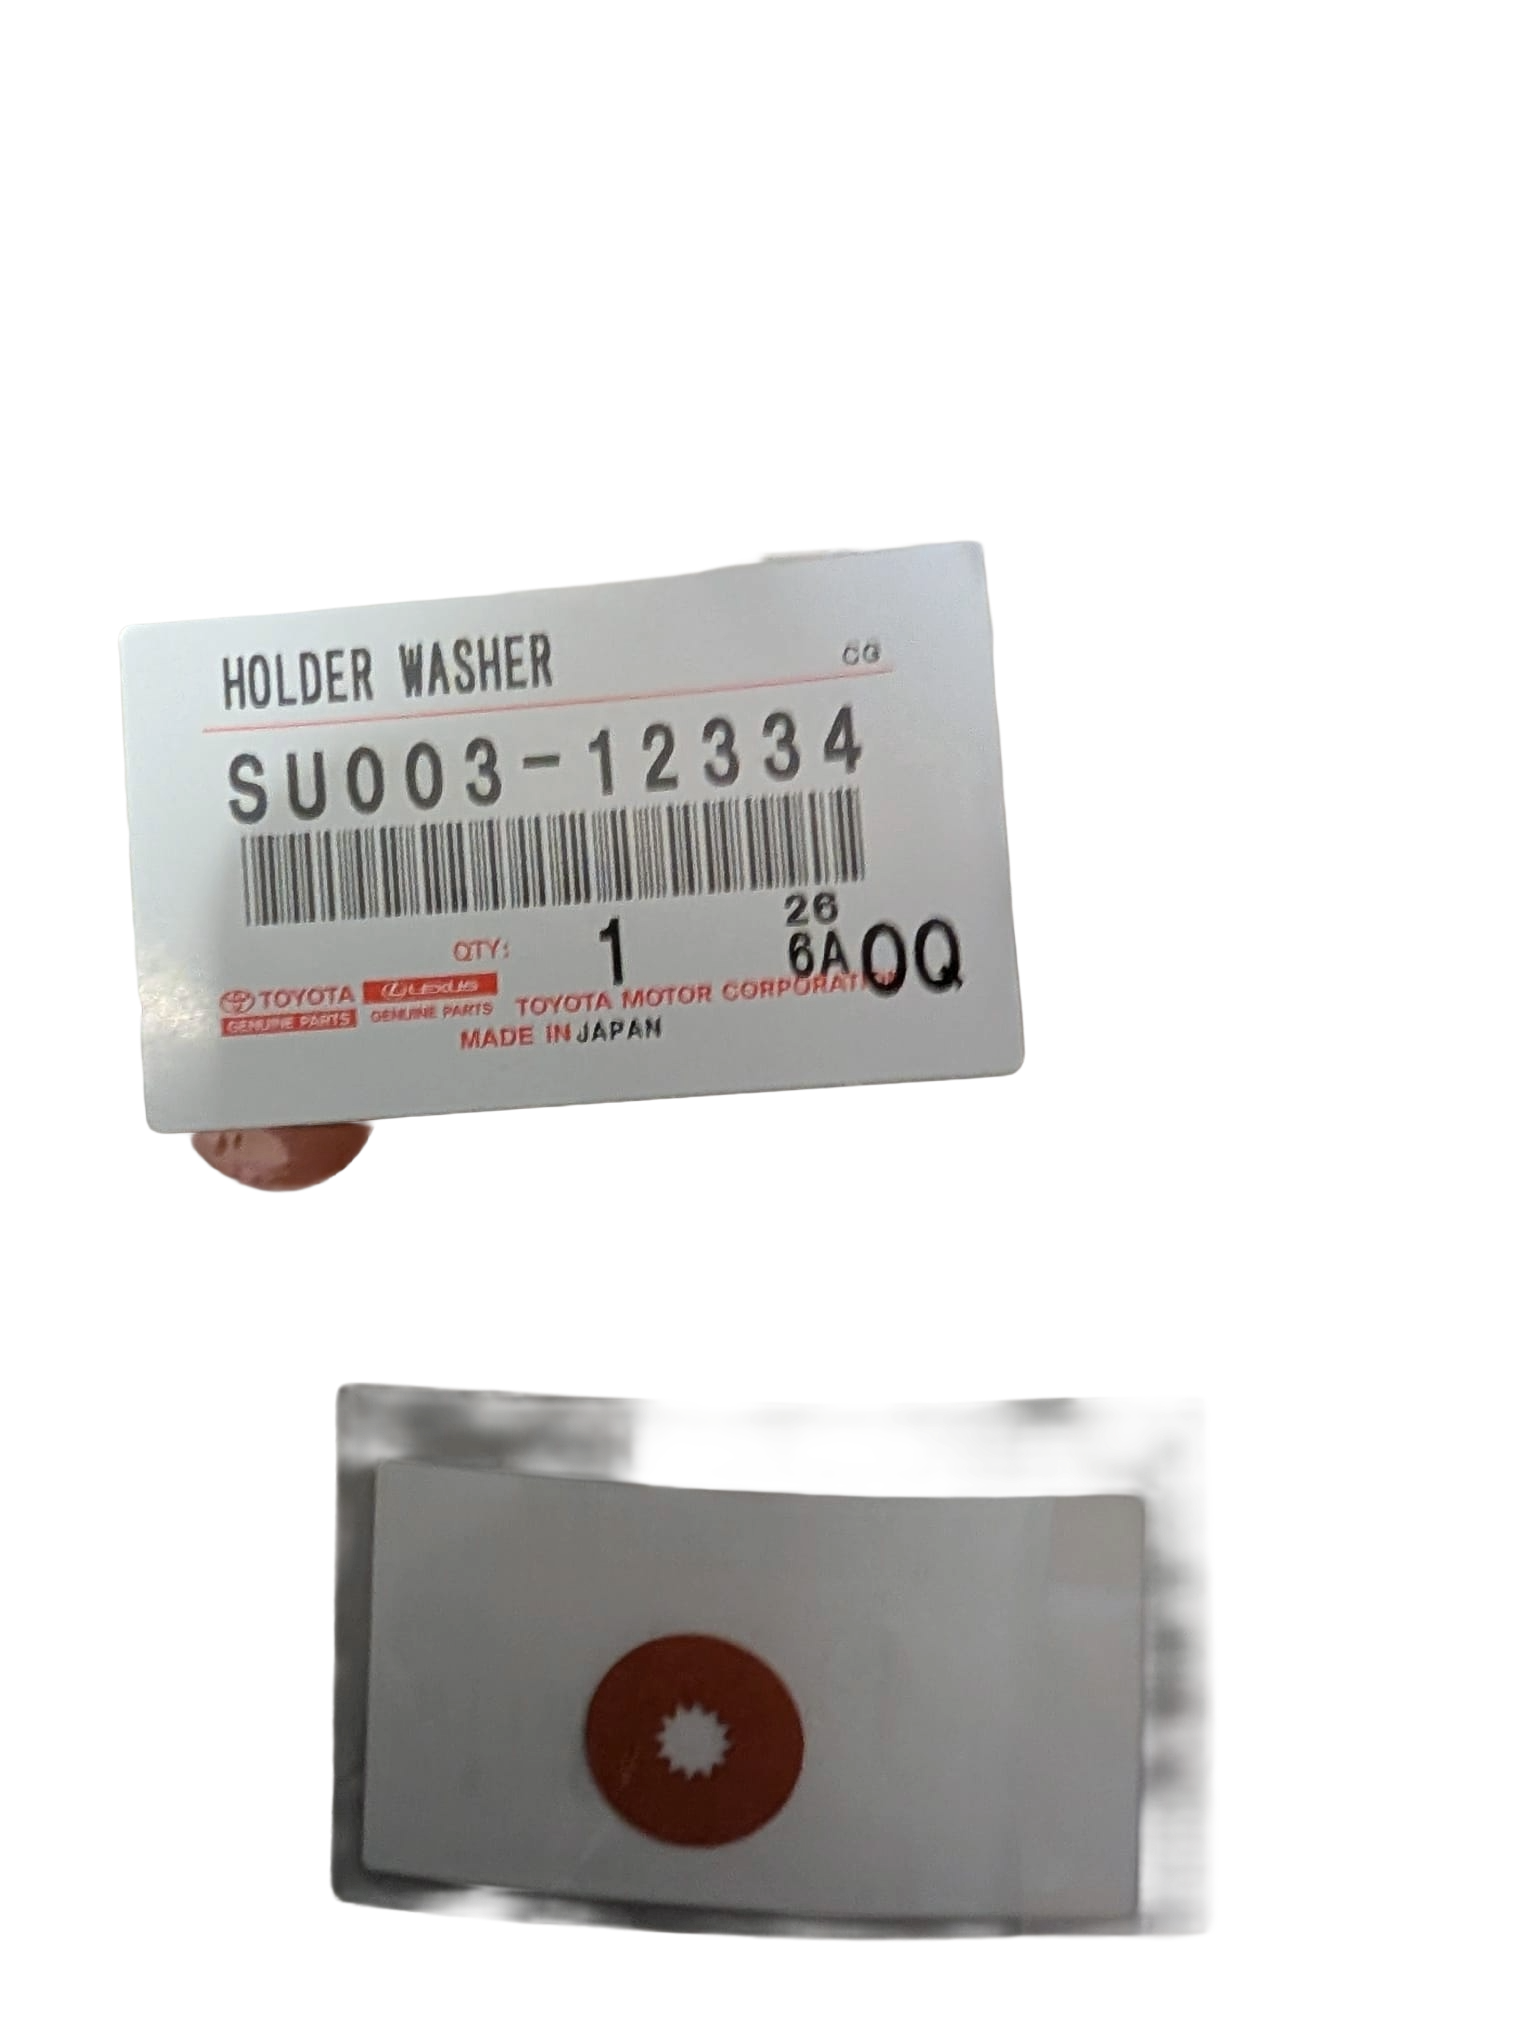 HOLDER WASHER CG
SU003-12334
26
QTY: 1 6A OQ
TOYOTA LEXUS
GENUINE PARTS GENUINE PARTS TOYOTA MOTOR CORPORATION
MADE IN JAPAN